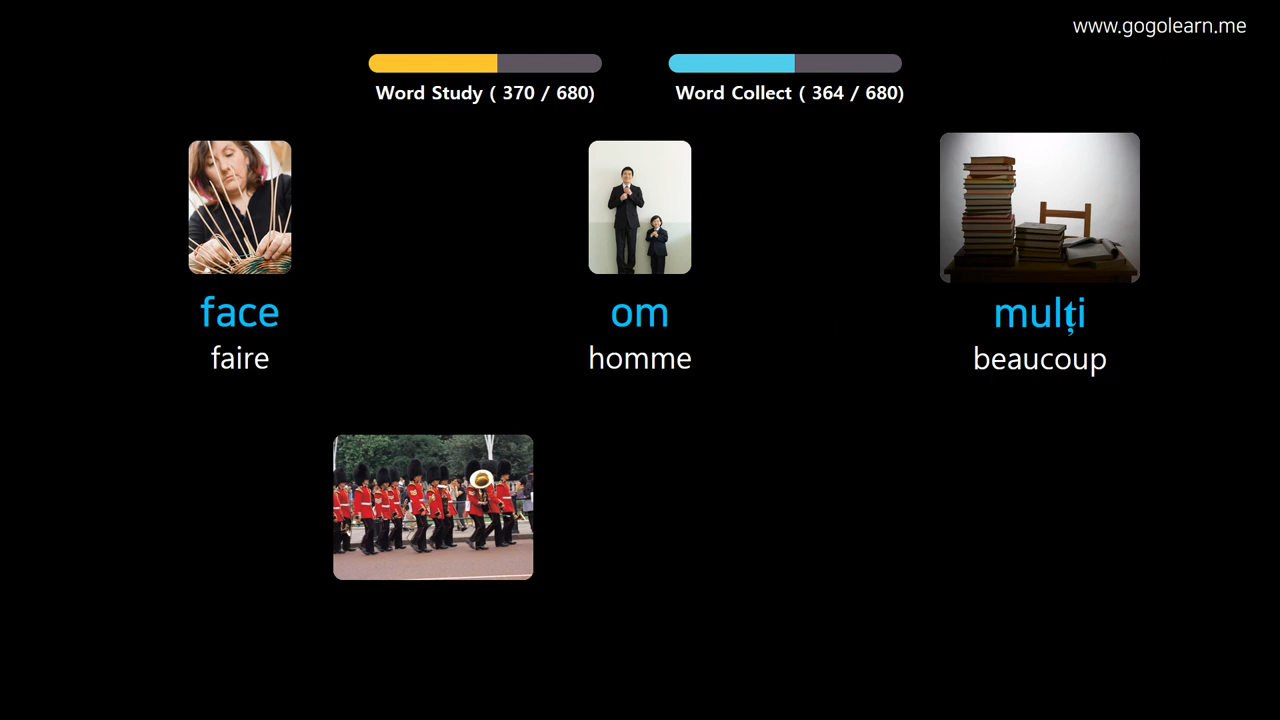 www.gogolearn.me
Word Study ( 370 / 680)
Word Collect ( 364 / 680)
face
faire
om
homme
mulți
beaucoup